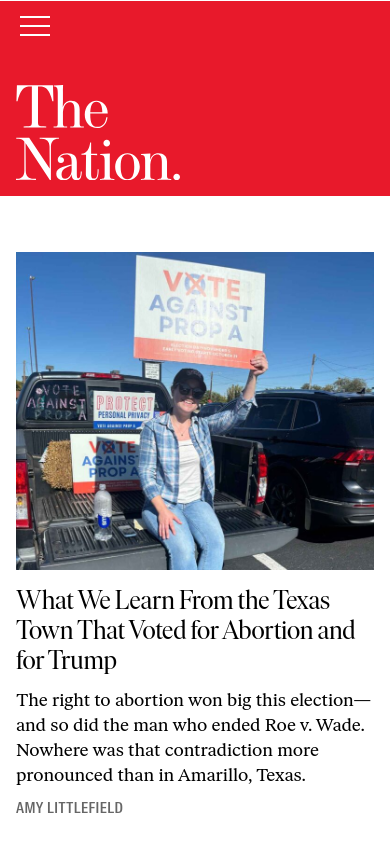 The
Nation.
VOTE
AGAINST
PROP A
VOTE
AGAINST
PROP A
PROTECT
PERSONAL PRIVACY
VOTE
AGAINST
PROP A
What We Learn From the Texas
Town That Voted for Abortion and
for Trump
The right to abortion won big this election—
and so did the man who ended Roe v. Wade.
Nowhere was that contradiction more
pronounced than in Amarillo, Texas.
AMY LITTLEFIELD